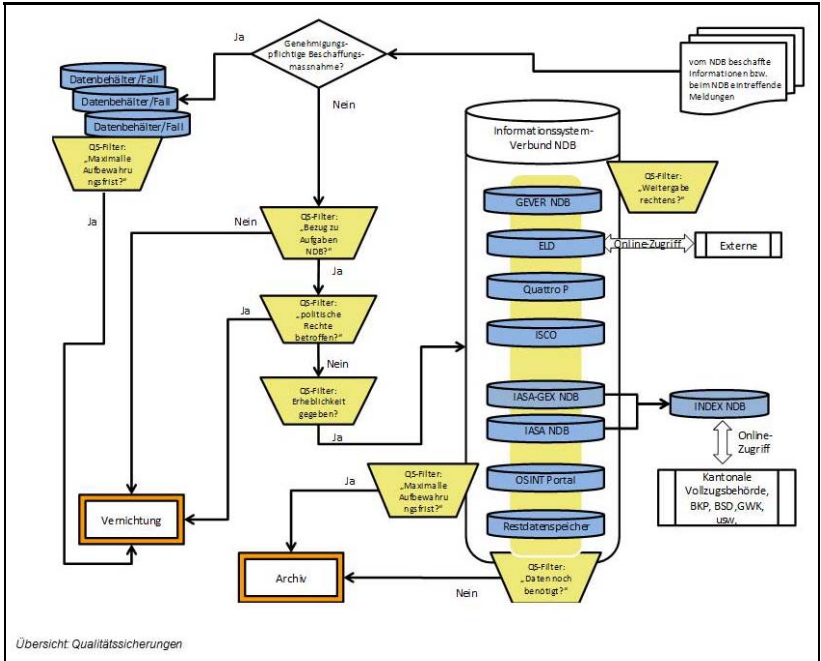 Genehmigungs-
pflichtige Beschaffungs-
massnahme?
Ja
Nein
vom NDB beschaffte
Informationen bzw.
beim NDB eintreffende
Meldungen
Datenbehälter/Fall
Datenbehälter/Fall
Datenbehälter/Fall
QS-Filter:
„Maximalle
Aufbewahru
ngsfrist?“
Ja
Informationssystem-
Verbund NDB
QS-Filter:
„Weitergabe
rechtens?“
GEVER NDB
ELD
Online-Zugriff
Externe
Quattro P
ISCO
IASA-GEX NDB
IASA NDB
INDEX NDB
Online-
Zugriff
Kantonale
Vollzugsbehörde,
BKP, BSD,GWK,
usw,
OSINT Portal
Restdatenspeicher
QS-Filter:
„Bezug zu
Aufgaben
NDB?“
Nein
Ja
QS-Filter:
„politische
Rechte
betroffen?“
Ja
Nein
QS-Filter:
Erheblichkeit
gegeben?
Ja
QS-Filter:
„Maximalle
Aufbewahru
ngsfrist?“
Ja
Vernichtung
Archiv
QS-Filter:
„Daten noch
benötigt?“
Nein
Übersicht: Qualitätssicherungen